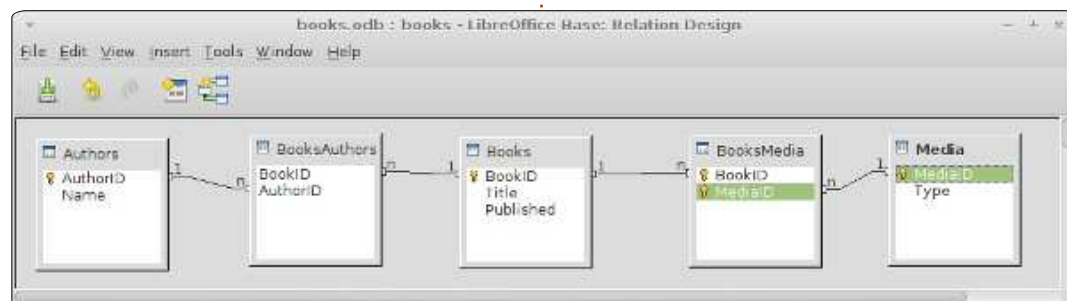 books.odb : books - LibreOffice Base: Relation Design
File Edit View Insert Tools Window Help
Authors
AuthorID
Name
1
n
BooksAuthors
BookID
AuthorID
n
1
Books
BookID
Title
Published
1
n
BooksMedia
BookID
MediaID
n
1
Media
MediaID
Type